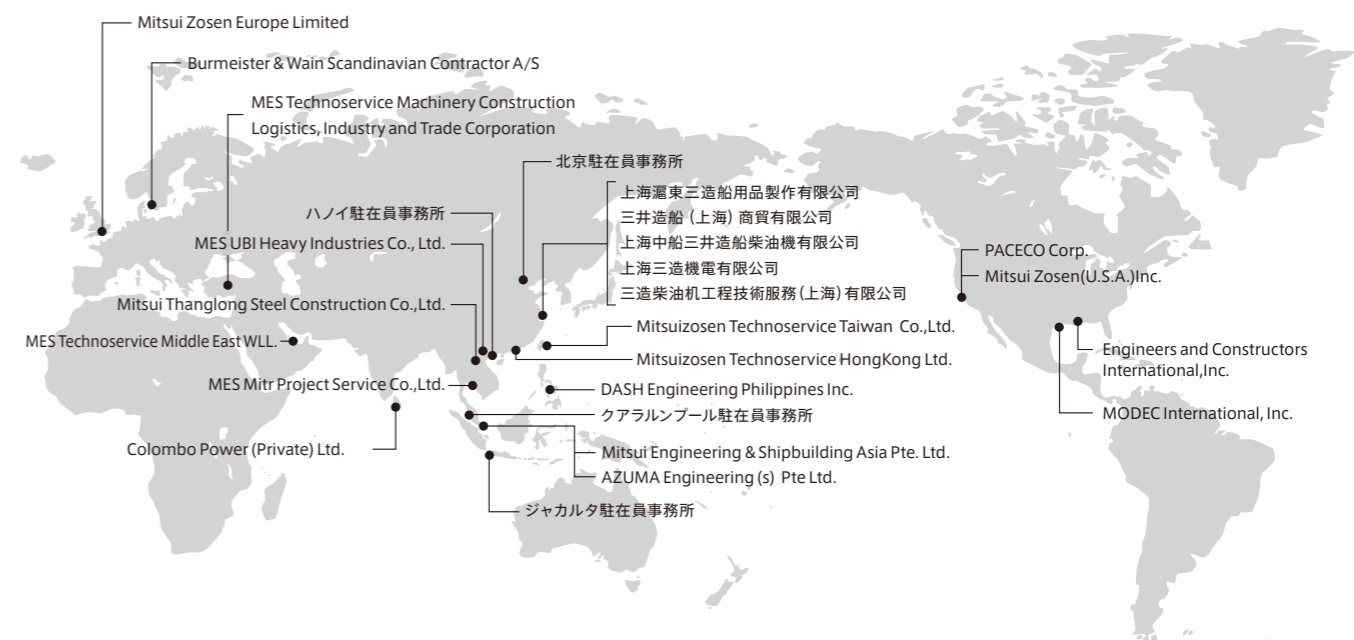 Mitsui Zosen Europe Limited
Burmeister & Wain Scandinavian Contractor A/S
MES Technoservice Machinery Construction
Logistics, Industry and Trade Corporation
北京駐在員事務所
上海滬東三造船用品製作有限公司
三井造船(上海)商貿有限公司
上海中船三井造船柴油機有限公司
上海三造機電有限公司
三造柴油机工程技術服務(上海)有限公司
ハノイ駐在員事務所
MES UBI Heavy Industries Co., Ltd.
Mitsui Thanglong Steel Construction Co.,Ltd.
MES Technoservice Middle East WLL.
MES Mitr Project Service Co.,Ltd.
Colombo Power (Private) Ltd.
Mitsuizosen Technoservice Taiwan Co.,Ltd.
Mitsuizosen Technoservice HongKong Ltd.
DASH Engineering Philippines Inc.
クアラルンプール駐在員事務所
Mitsui Engineering & Shipbuilding Asia Pte. Ltd.
AZUMA Engineering (s) Pte Ltd.
ジャカルタ駐在員事務所
PACECO Corp.
Mitsui Zosen(U.S.A.)Inc.
Engineers and Constructors
International,Inc.
MODEC International, Inc.